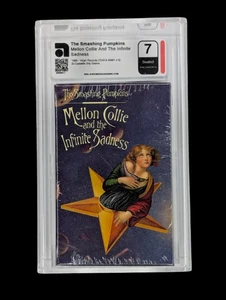 The Smashing Pumpkins
Mellon Collie And The Infinite
Sadness
7
Sealed
The Smashing Pumpkins
Mellon Collie
and the
Infinite Sadness